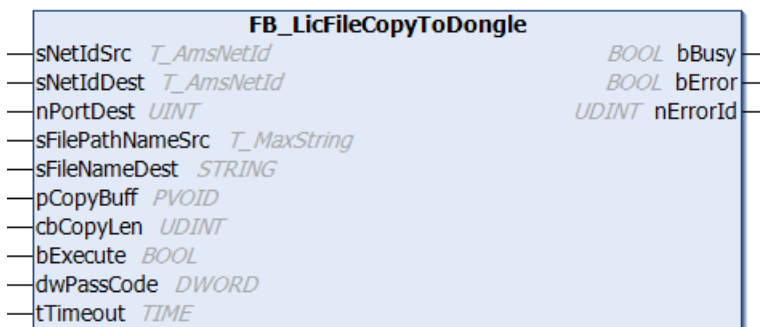 FB_LicFileCopyToDongle
sNetIdSrc T_AmsNetId BOOL bBusy
sNetIdDest T_AmsNetId BOOL bError
nPortDest UINT UDINT nErrorId
sFilePathNameSrc T_MaxString
sFileNameDest STRING
pCopyBuff PVOID
cbCopyLen UDINT
bExecute BOOL
dwPassCode DWORD
tTimeout TIME